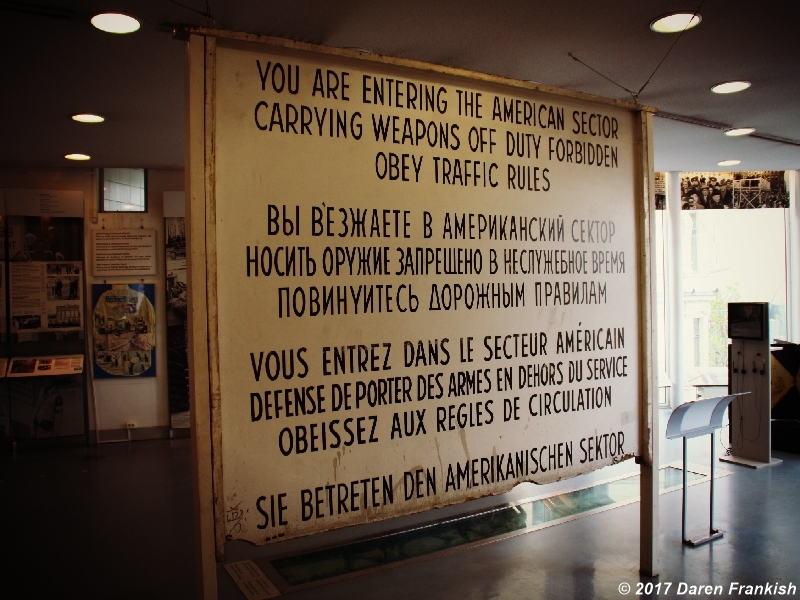 YOU ARE ENTERING THE AMERICAN SECTOR
CARRYING WEAPONS OFF DUTY FORBIDDEN
OBEY TRAFFIC RULES
ВЫ ВЪЕЗЖАЕТЕ В АМЕРИКАНСКИЙ СЕКТОР
НОСИТЬ ОРУЖИЕ ЗАПРЕЩЕНО В НЕСЛУЖЕБНОЕ ВРЕМЯ
ПОВИНУЙТЕСЬ ДОРОЖНЫМ ПРАВИЛАМ
VOUS ENTREZ DANS LE SECTEUR AMÉRICAIN
DEFENSE DE PORTER DES ARMES EN DEHORS DU SERVICE
OBEISSEZ AUX REGLES DE CIRCULATION
SIE BETRETEN DEN AMERIKANISCHEN SEKTOR
© 2017 Daren Frankish